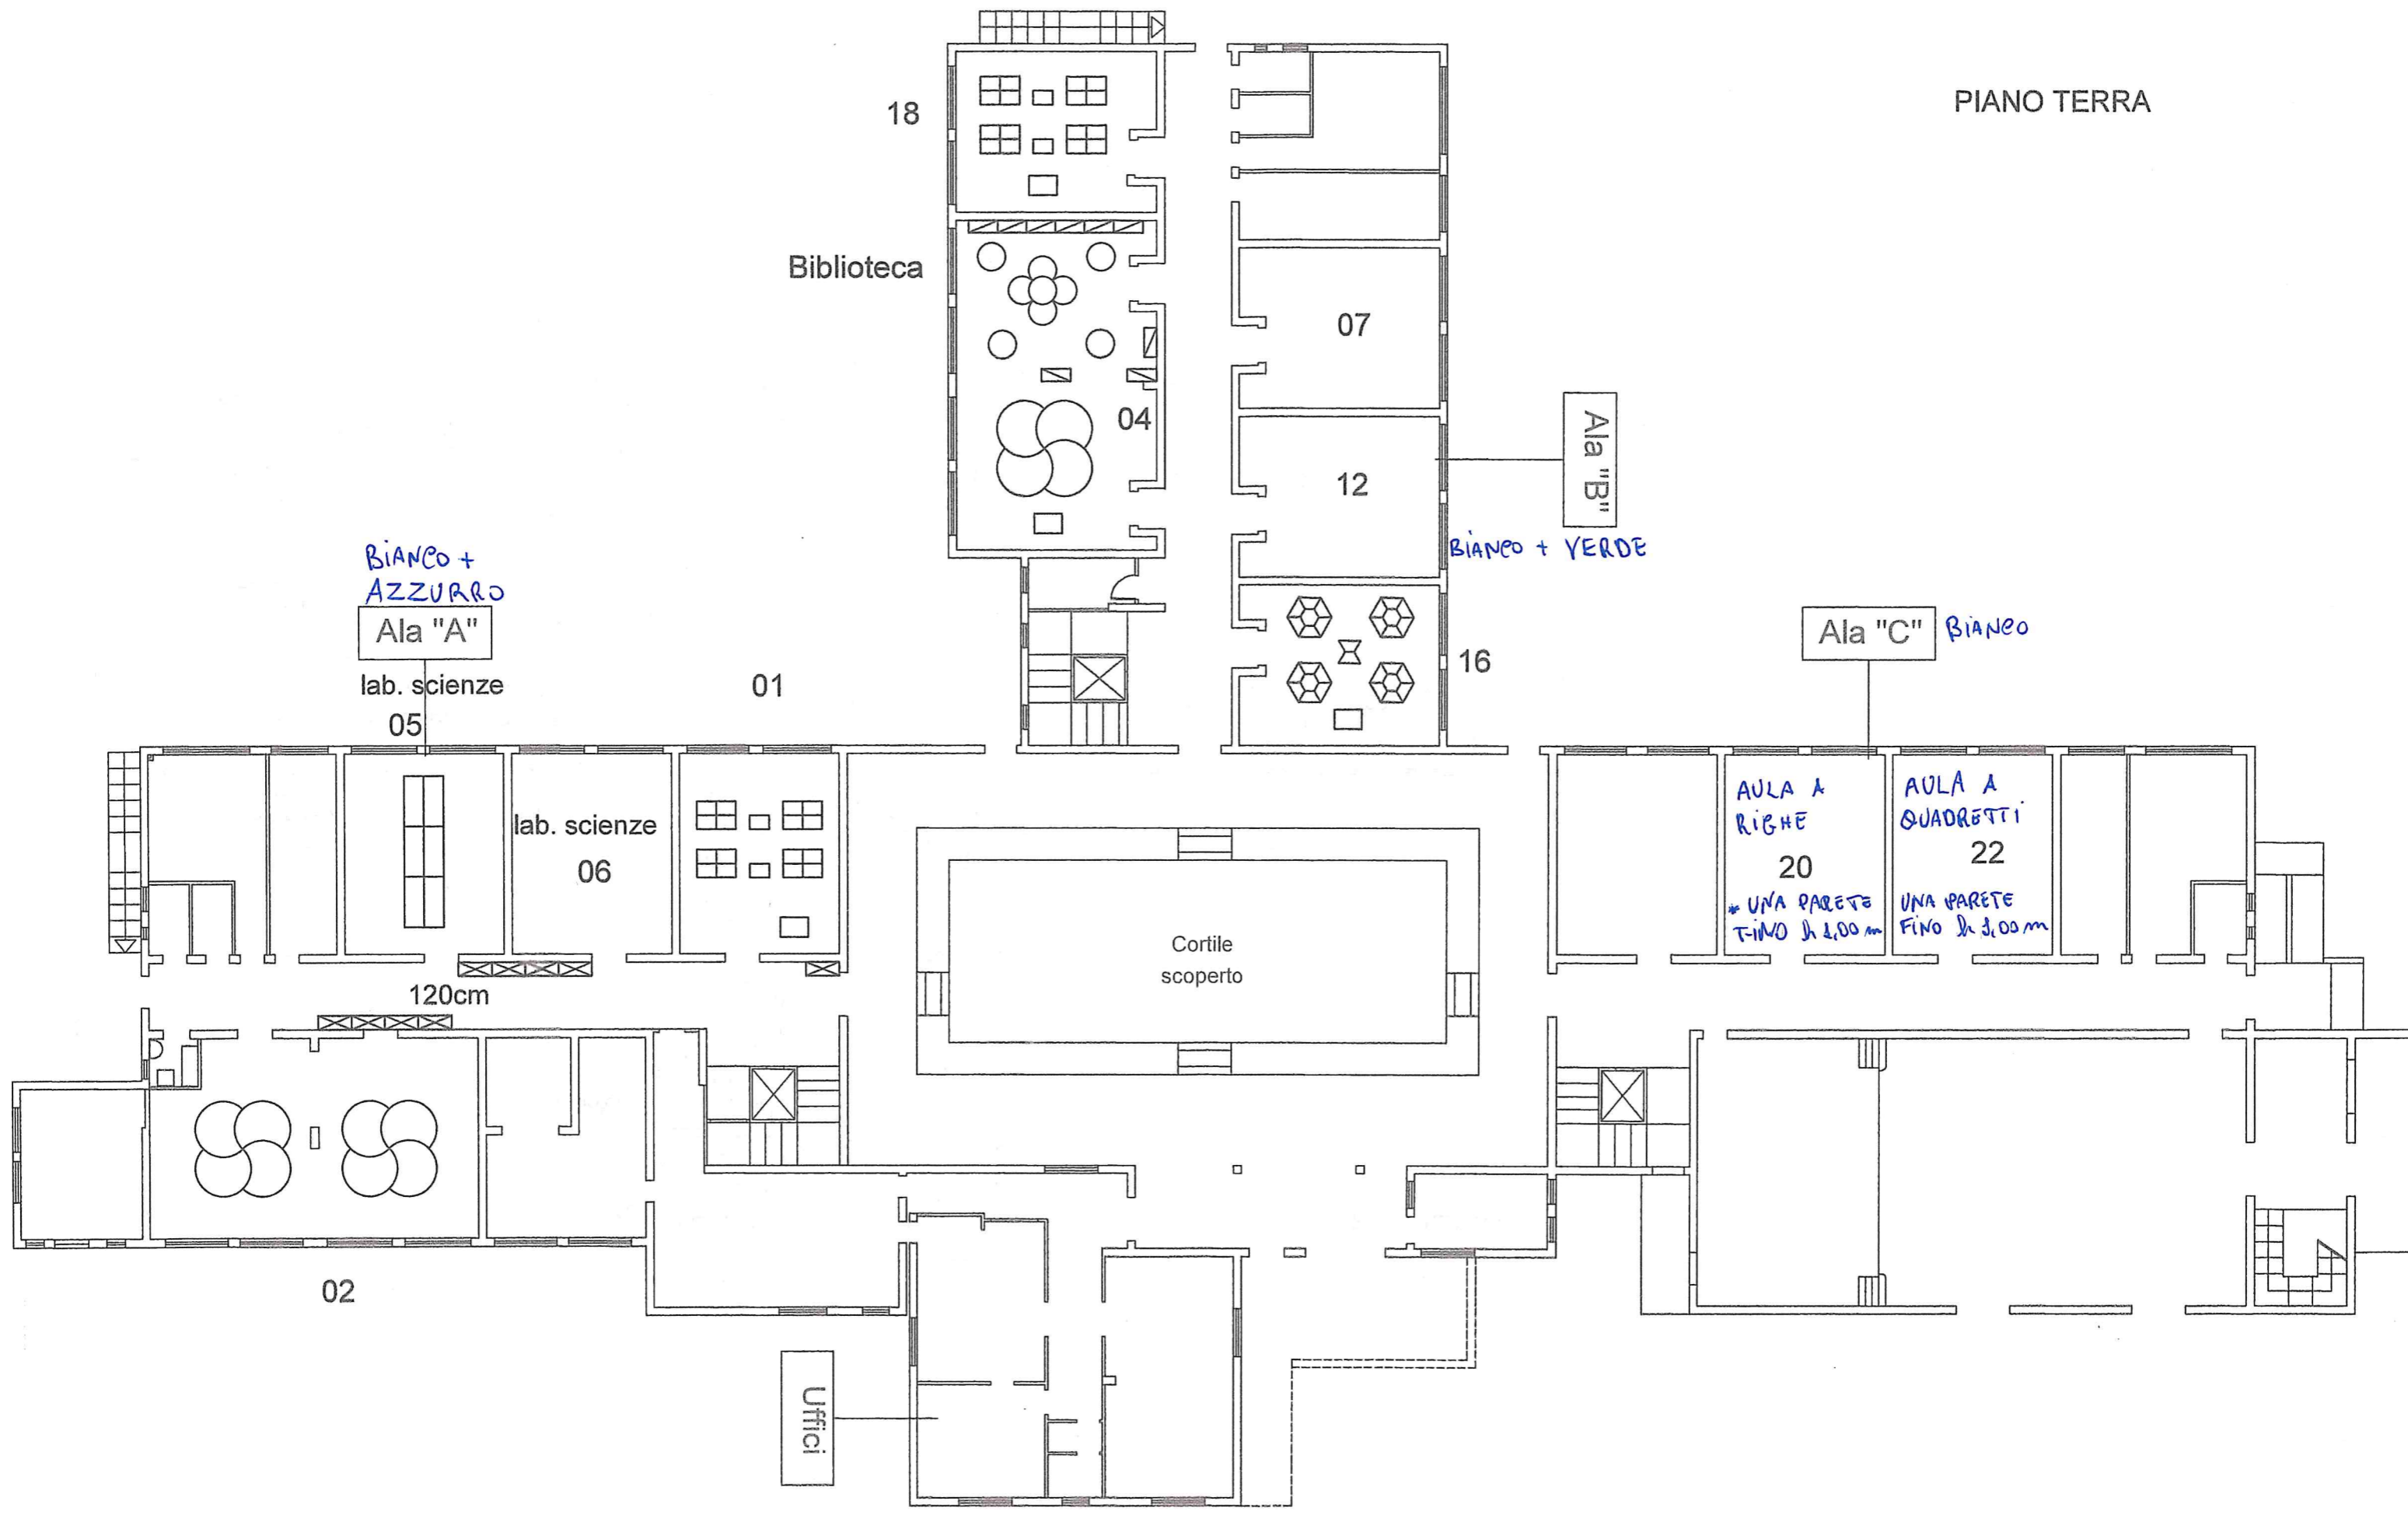 PIANO TERRA
18
Biblioteca
07
04
12
Ala "B"
BIANCO + VERDE
BIANCO +
AZZURRO
Ala "A"
lab. scienze
05
01
16
Ala "C" BIANCO
lab. scienze
06
AULA A
RIGHE
20
* UNA PARETE
FINO h 1,00 m
AULA A
QUADRETTI
22
UNA PARETE
FINO h 1,00 m
Cortile
scoperto
120cm
02
Uffici